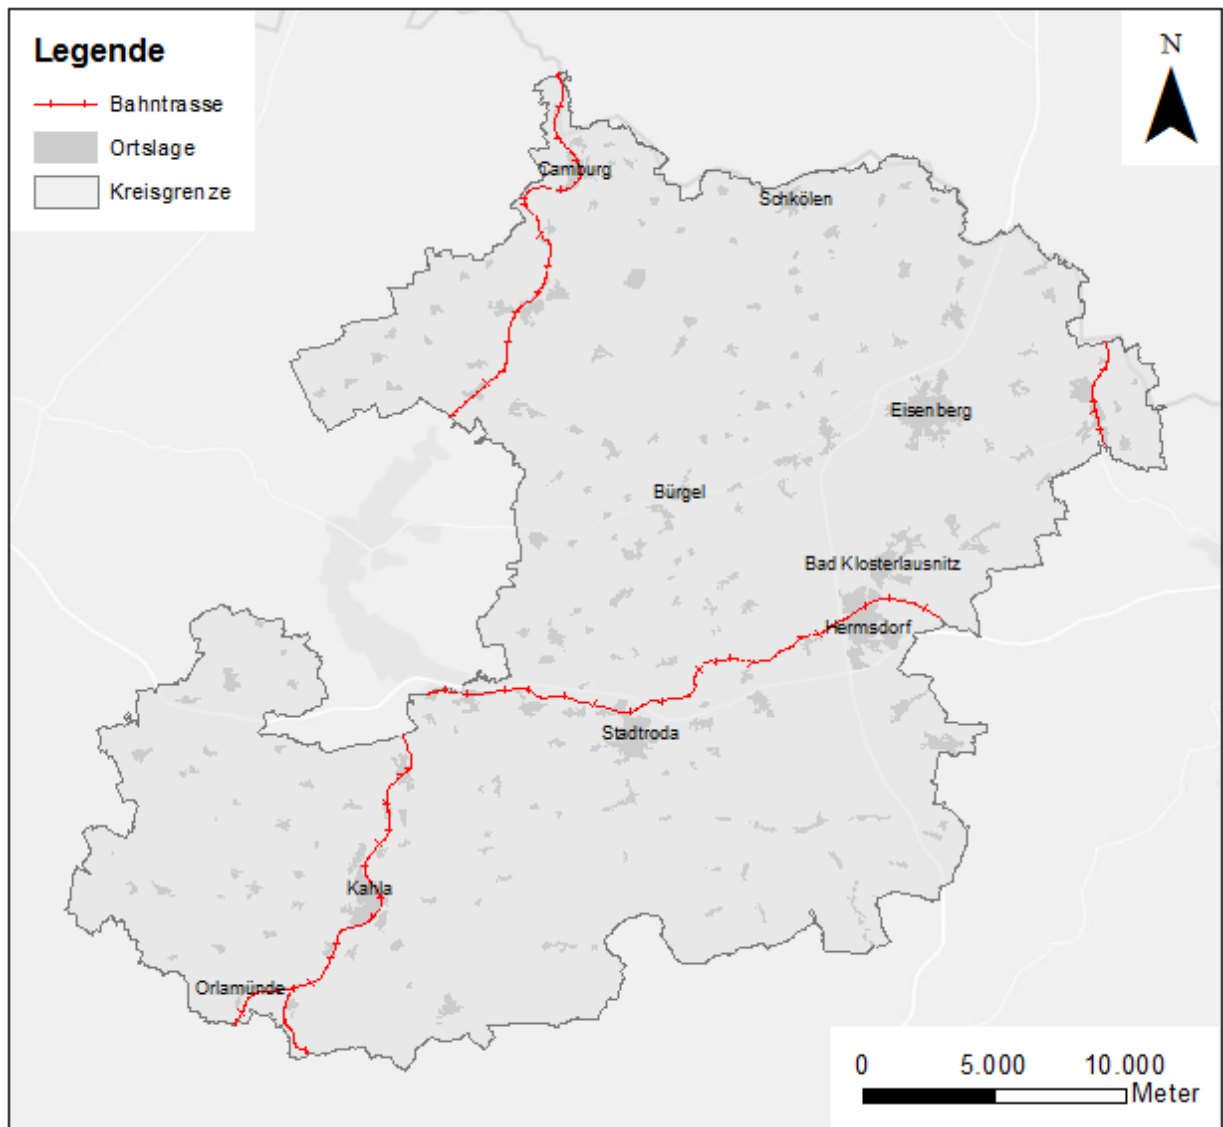 Legende
Bahntrasse
Ortslage
Kreisgrenze
N
Camburg
Schkölen
Eisenberg
Bürgel
Bad Klosterlausnitz
Hermsdorf
Stadtroda
Kahla
Orlamünde
0 5.000 10.000
Meter